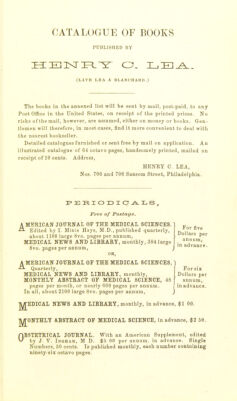 CATALOGUE OF BOOKS
PUBLISHED BY
HENRY C. LEA.
(LATE LEA & BLANCHARD.)
The books in the annexed list will be sent by mail, post-paid, to any
Post Office in the United States, on receipt of the printed prices. No
risks of the mail, however, are assumed, either on money or books. Gen-
tlemen will therefore, in most cases, find it more convenient to deal with
the nearest bookseller.
Detailed catalogues furnished or sent free by mail on application. An
illustrated catalogue of 64 octavo pages, handsomely printed, mailed on
receipt of 10 cents. Address,
HENRY C. LEA,
Nos. 706 and 708 Sansom Street, Philadelphia.
PERIODICALS,
Free of Postage.
AMERICAN JOURNAL OF THE MEDICAL SCIENCES.
Edited by I. Minis Hays, M.D., published quarterly,
about 1100 large 8vo. pages per annum,
MEDICAL NEWS AND LIBRARY, monthly, 384 large
8vo. pages per annum,
For five
Dollars per
annum,
in advance.
OR,
AMERICAN JOURNAL OF THE MEDICAL SCIENCES,
Quarterly,
MEDICAL NEWS AND LIBRARY, monthly,
MONTHLY ABSTRACT OF MEDICAL SCIENCE, 48
pages per month, or nearly 600 pages per annum.
In all, about 2100 large 8vo. pages per annum,
For six
Dollars per
annum,
in advance.
MEDICAL NEWS AND LIBRARY, monthly, in advance, $1 00.
MONTHLY ABSTRACT OF MEDICAL SCIENCE, in advance, $2 50.
OBSTETRICAL JOURNAL. With an American Supplement, edited
by J. V. Ingham, M.D. $5 00 per annum, in advance. Single
Numbers, 50 cents. Is published monthly, each number containing
ninety-six octavo pages.